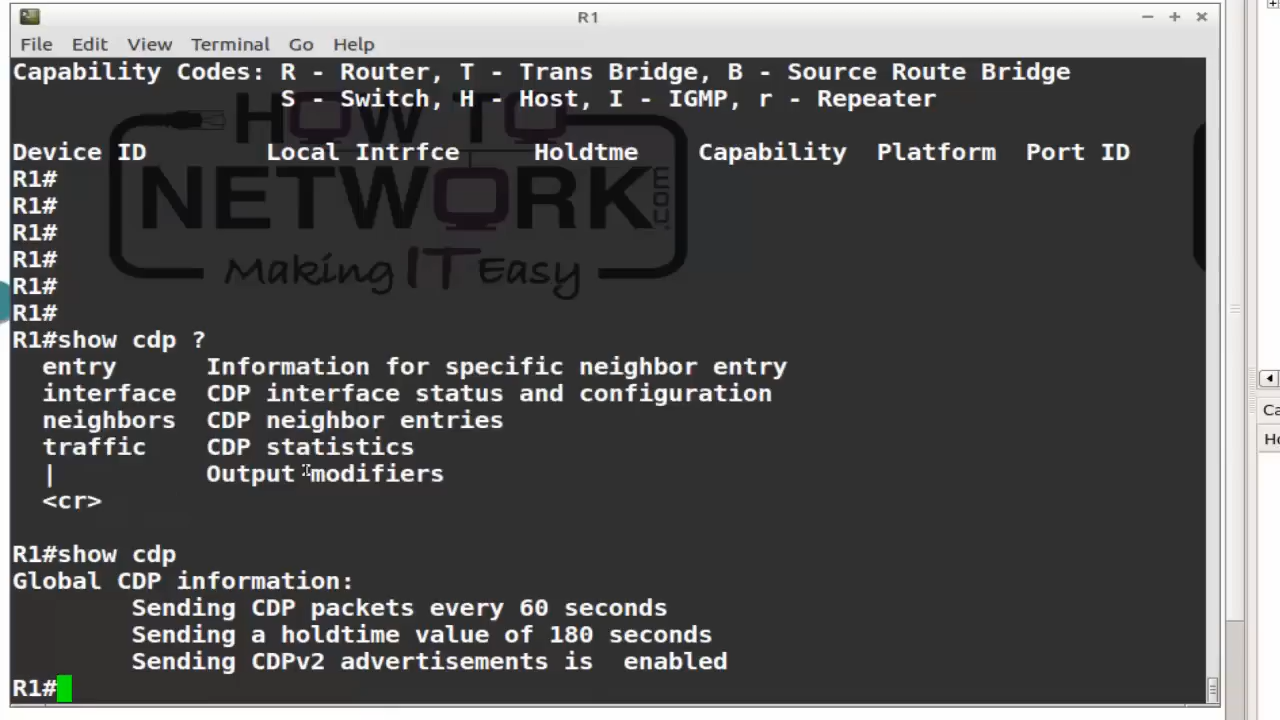 R1
File Edit View Terminal Go Help
Capability Codes: R - Router, T - Trans Bridge, B - Source Route Bridge
S - Switch, H - Host, I - IGMP, r - Repeater
HOW TO
NETWORK.com
Making IT Easy
Device ID Local Intrfce Holdtme Capability Platform Port ID
R1#
R1#
R1#
R1#
R1#
R1#
R1#show cdp ?
entry Information for specific neighbor entry
interface CDP interface status and configuration
neighbors CDP neighbor entries
traffic CDP statistics
| Output modifiers
<cr>
R1#show cdp
Global CDP information:
Sending CDP packets every 60 seconds
Sending a holdtime value of 180 seconds
Sending CDPv2 advertisements is  enabled
R1#